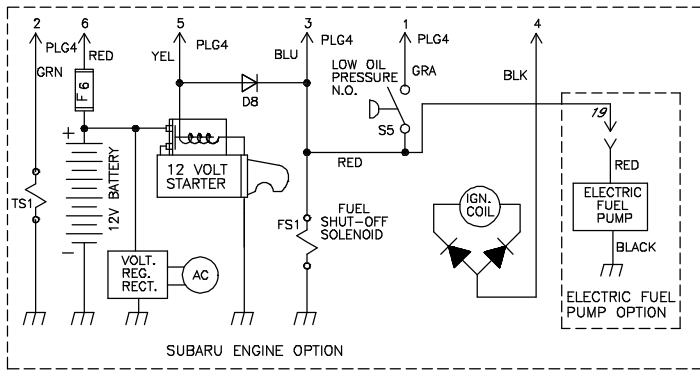 2 6 5 3 1 4
PLG4 PLG4 PLG4 PLG4
RED
YEL
BLU
GRN
LOW OIL
PRESSURE
N.O.
GRA
BLK
F6
D8
S5
19
+
12V BATTERY
−
12 VOLT
STARTER
RED
RED
TS1
FS1
FUEL
SHUT-OFF
SOLENOID
IGN.
COIL
ELECTRIC
FUEL
PUMP
BLACK
VOLT.
REG.
RECT.
AC
ELECTRIC FUEL
PUMP OPTION
SUBARU ENGINE OPTION